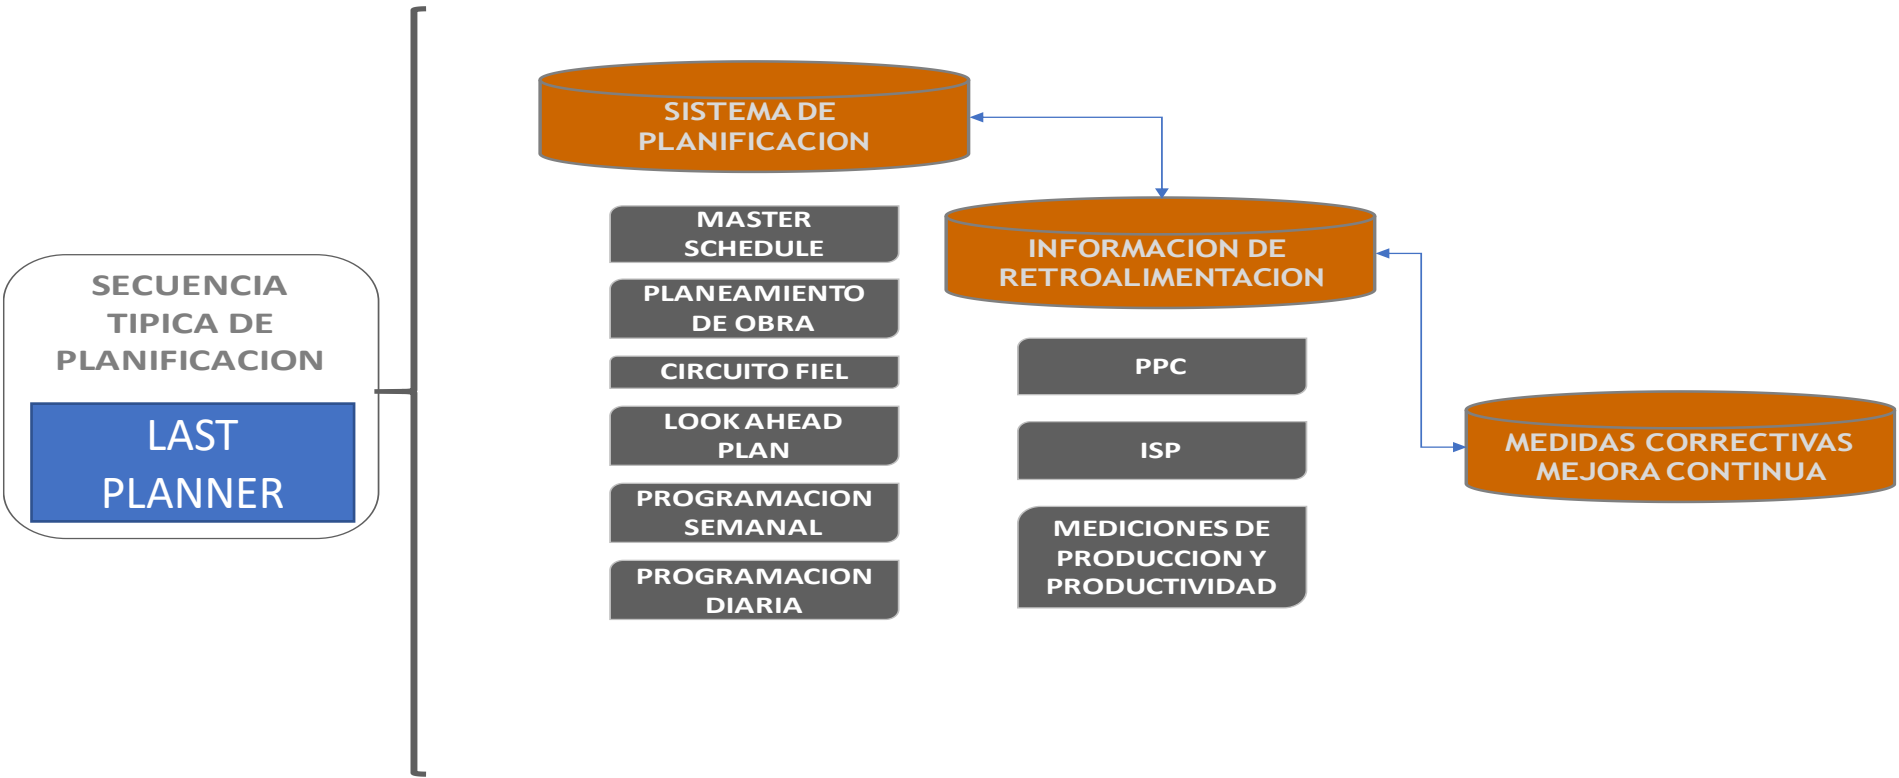 SECUENCIA
TIPICA DE
PLANIFICACION
LAST
PLANNER
SISTEMA DE
PLANIFICACION
MASTER
SCHEDULE
PLANEAMIENTO
DE OBRA
CIRCUITO FIEL
LOOK AHEAD
PLAN
PROGRAMACION
SEMANAL
PROGRAMACION
DIARIA
INFORMACION DE
RETROALIMENTACION
PPC
ISP
MEDICIONES DE
PRODUCCION Y
PRODUCTIVIDAD
MEDIDAS CORRECTIVAS
MEJORA CONTINUA